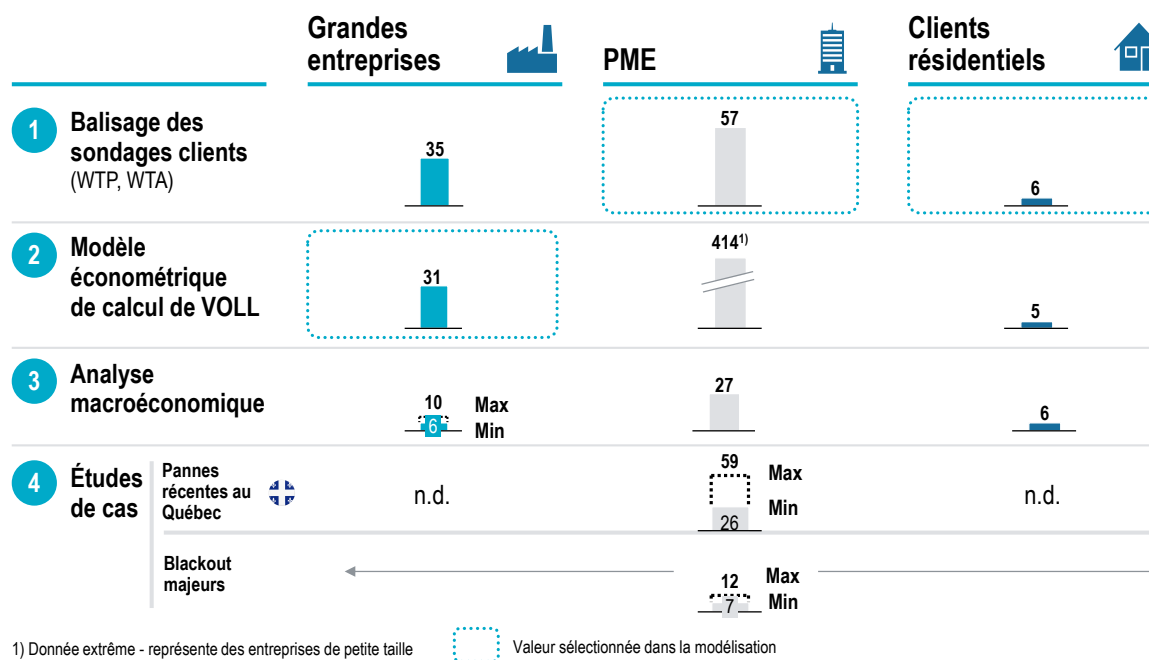 Grandes
entreprises
PME
Clients
résidentiels
1
Balisage des
sondages clients
(WTP, WTA)
35
57
6
2
Modèle
économétrique
de calcul de VOLL
31
414¹⁾
5
3
Analyse
macroéconomique
10
6
Max
Min
27
6
4
Études
de cas
Pannes
récentes au
Québec
n.d.
59
26
Max
Min
n.d.
Blackout
majeurs
12
7
Max
Min
1) Donnée extrême - représente des entreprises de petite taille
Valeur sélectionnée dans la modélisation